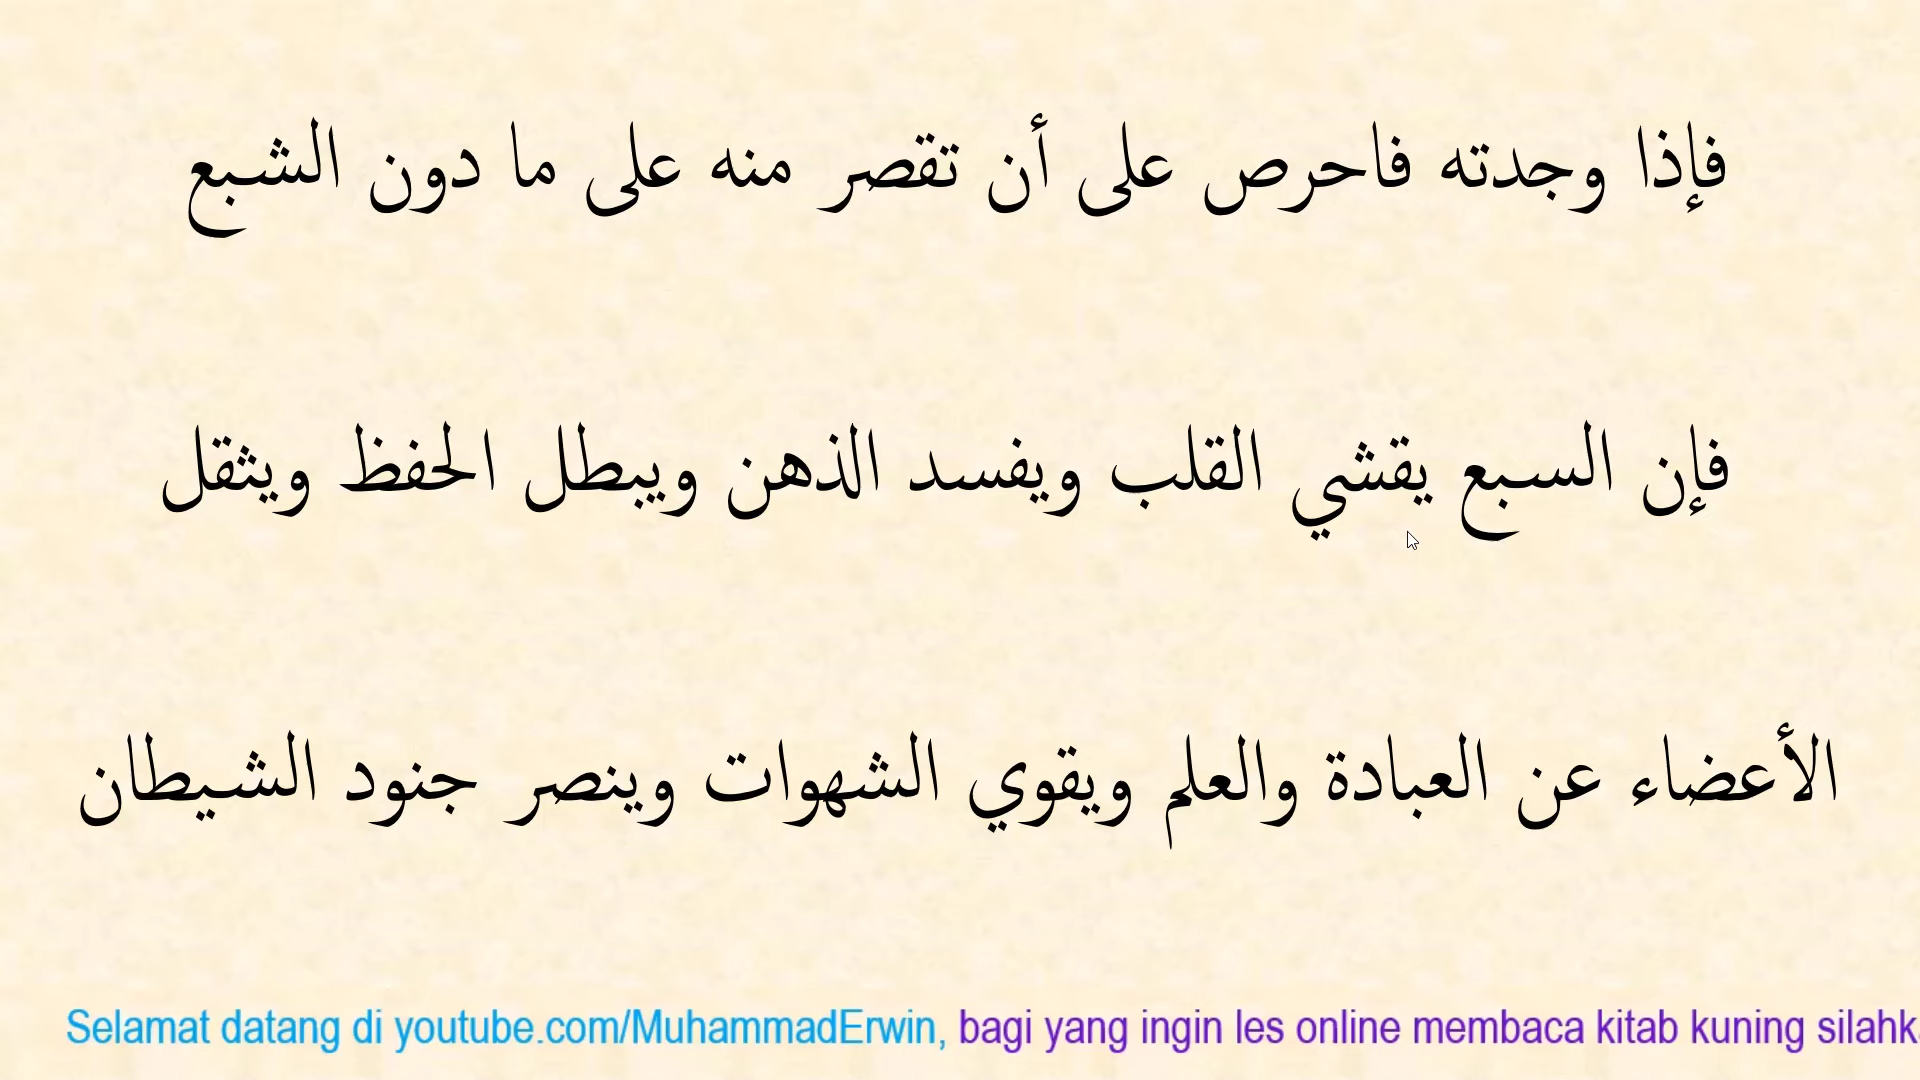 فإذا وجدته فاحرص على أن تقصر منه على ما دون الشبع
فإن السبع يقشي القلب ويفسد الذهن ويبطل الحفظ ويثقل
الأعضاء عن العبادة والعلم ويقوي الشهوات وينصر جنود الشيطان
Selamat datang di youtube.com/MuhammadErwin, bagi yang ingin les online membaca kitab kuning silahk